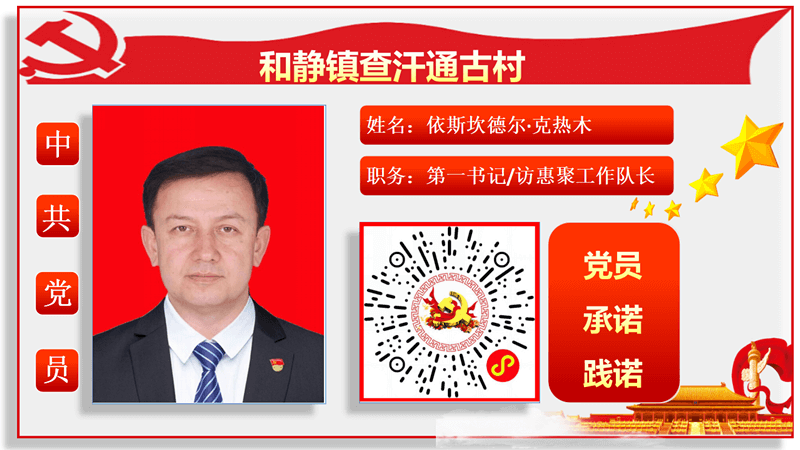 和静镇查汗通古村
中共党员
姓名：依斯坎德尔·克热木
职务：第一书记/访惠聚工作队长
党员
承诺
践诺